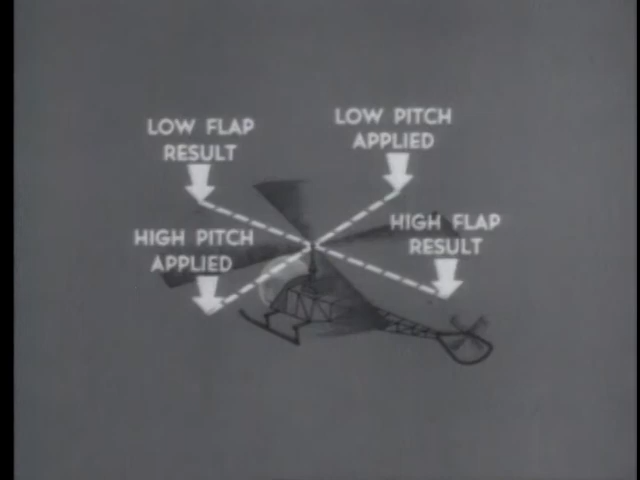 LOW FLAP
RESULT
LOW PITCH
APPLIED
HIGH PITCH
APPLIED
HIGH FLAP
RESULT